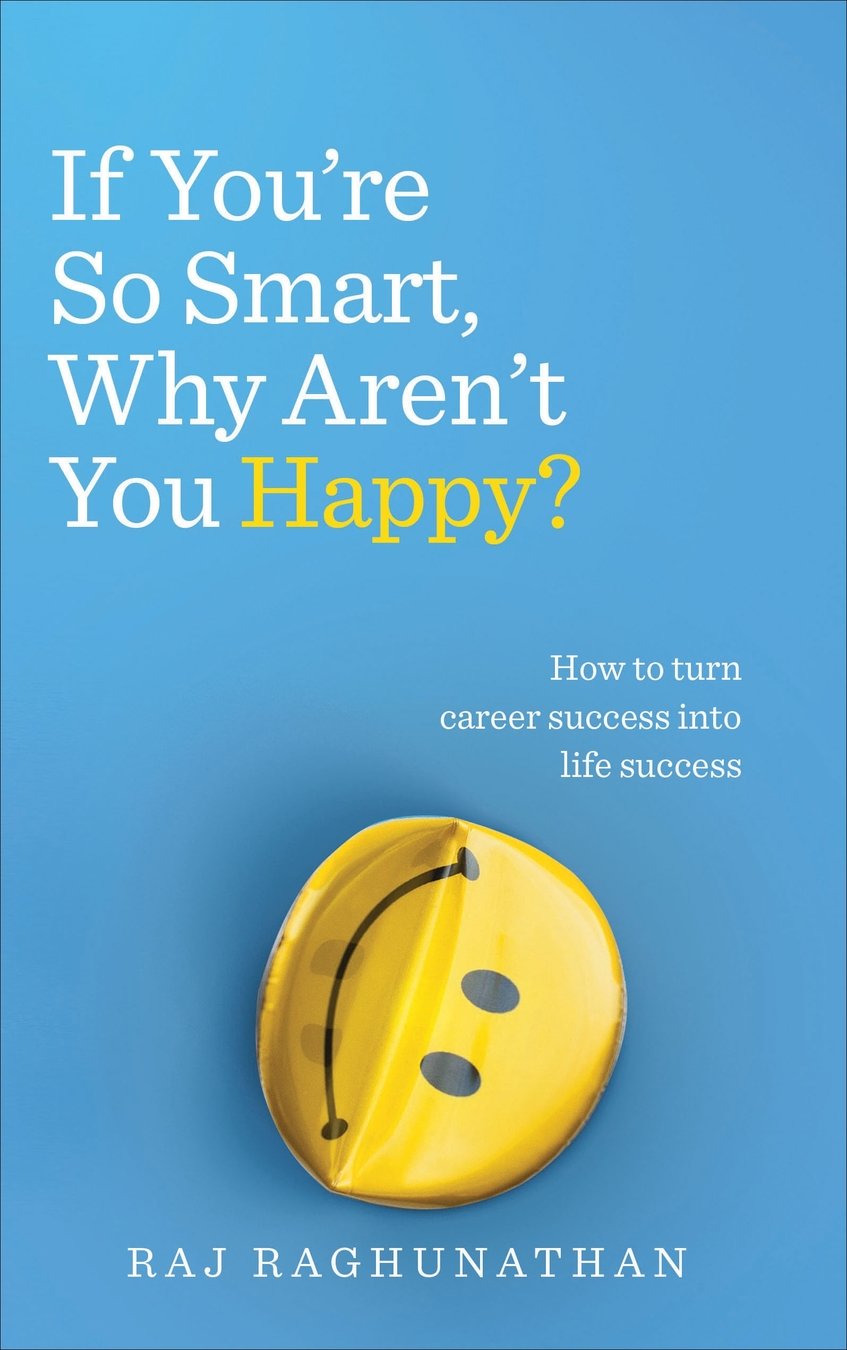 If You’re
So Smart,
Why Aren’t
You Happy?
How to turn
career success into
life success
RAJ RAGHUNATHAN